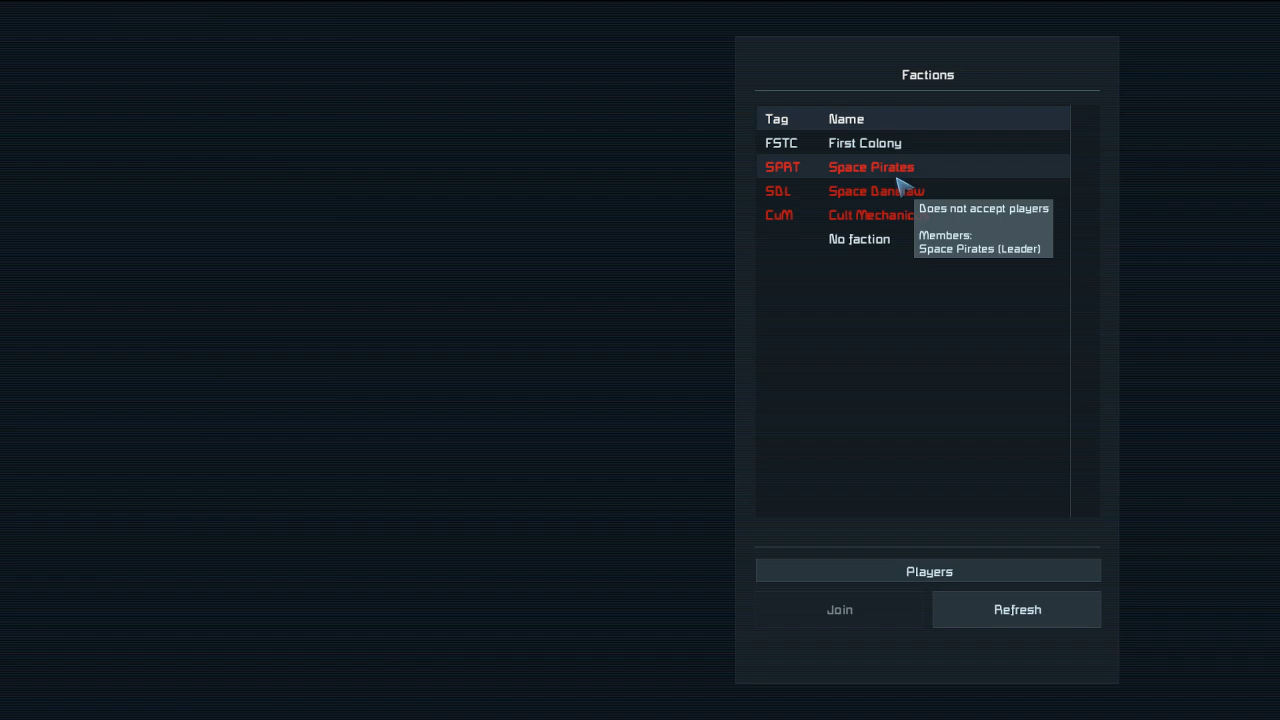 Factions
Tag Name
FSTC First Colony
SPRT Space Pirates
SDL Space
CuM Cult
No faction
Does not accept players
Members:
Space Pirates (Leader)
Players
Join Refresh